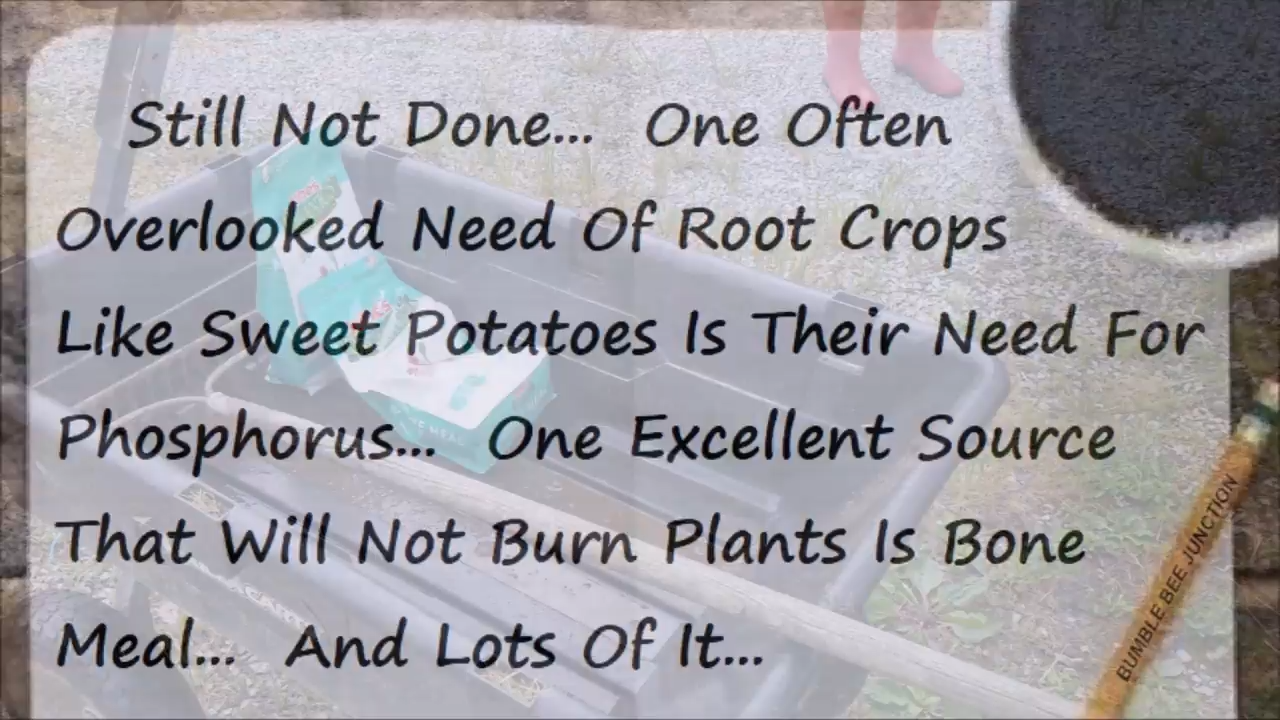 Still Not Done... One Often
Overlooked Need Of Root Crops
Like Sweet Potatoes Is Their Need For
Phosphorus... One Excellent Source
That Will Not Burn Plants Is Bone
Meal... And Lots Of It...
BUMBLE BEE JUNCTION